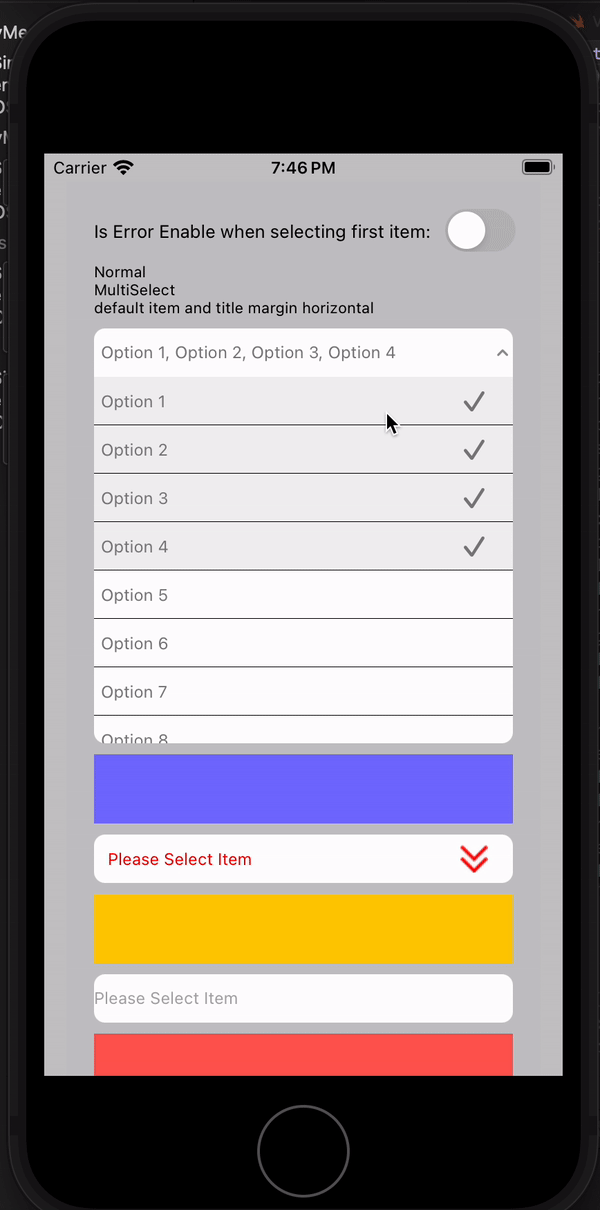 Carrier
7:46 PM
Is Error Enable when selecting first item:
Normal
MultiSelect
default item and title margin horizontal
Option 1, Option 2, Option 3, Option 4
Option 1
Option 2
Option 3
Option 4
Option 5
Option 6
Option 7
Option 8
Please Select Item
Please Select Item